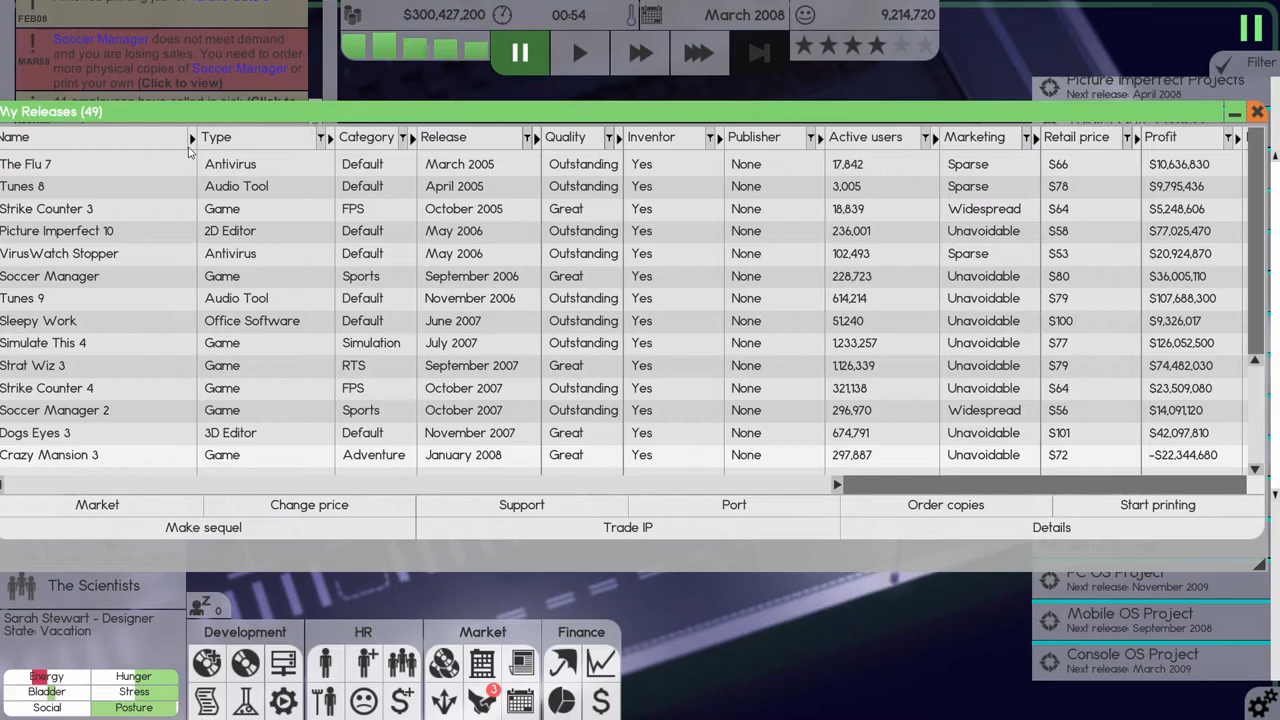 Finished printing job for Turtle Cats 3
FEB08
$300,427,200
00:54
March 2008
9,214,720
Soccer Manager does not meet demand
and you are losing sales. You need to order
MAR08
more physical copies of Soccer Manager or
print your own (Click to view)
11 employees have called in sick (Click to
Filter
Picture Imperfect Projects
Next release: April 2008
My Releases (49)
Name Type Category Release Quality Inventor Publisher Active users Marketing Retail price Profit
The Flu 7 Antivirus Default March 2005 Outstanding Yes None 17,842 Sparse $66 $10,636,830
Tunes 8 Audio Tool Default April 2005 Outstanding Yes None 3,005 Sparse $78 $9,795,436
Strike Counter 3 Game FPS October 2005 Great Yes None 18,839 Widespread $64 $5,248,606
Picture Imperfect 10 2D Editor Default May 2006 Outstanding Yes None 236,001 Unavoidable $58 $77,025,470
VirusWatch Stopper Antivirus Default May 2006 Outstanding Yes None 102,493 Sparse $53 $20,924,870
Soccer Manager Game Sports September 2006 Great Yes None 228,723 Unavoidable $80 $36,005,110
Tunes 9 Audio Tool Default November 2006 Outstanding Yes None 614,214 Unavoidable $79 $107,688,300
Sleepy Work Office Software Default June 2007 Outstanding Yes None 51,240 Unavoidable $100 $9,326,017
Simulate This 4 Game Simulation July 2007 Outstanding Yes None 1,233,257 Unavoidable $77 $126,052,500
Strat Wiz 3 Game RTS September 2007 Great Yes None 1,126,339 Unavoidable $79 $74,482,030
Strike Counter 4 Game FPS October 2007 Outstanding Yes None 321,138 Unavoidable $64 $23,509,080
Soccer Manager 2 Game Sports October 2007 Outstanding Yes None 296,970 Widespread $56 $14,091,120
Dogs Eyes 3 3D Editor Default November 2007 Great Yes None 674,791 Unavoidable $101 $42,097,810
Crazy Mansion 3 Game Adventure January 2008 Great Yes None 297,887 Unavoidable $72 -$22,344,680
Market Change price Support Port Order copies Start printing
Make sequel Trade IP Details
The Scientists
Sarah Stewart - Designer
State: Vacation
Energy Hunger
Bladder Stress
Social Posture
Z 0
Development HR Market Finance
3
PC OS Project
Next release: November 2009
Mobile OS Project
Next release: September 2008
Console OS Project
Next release: March 2009